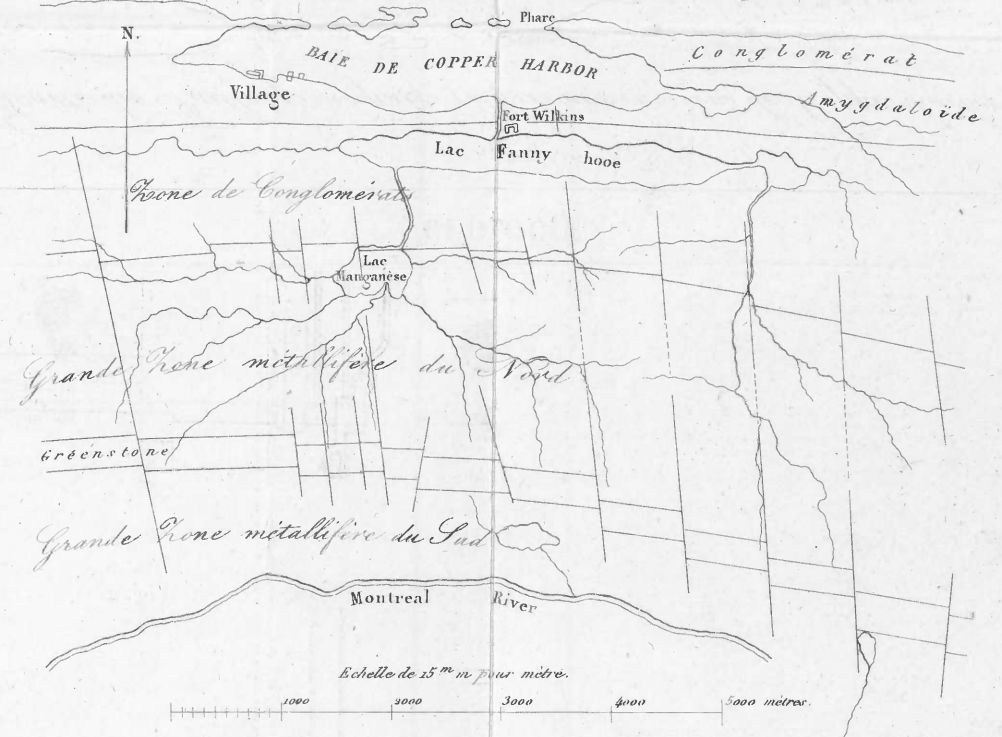 N.
Phare
Conglomérat
BAIE DE COPPER HARBOR
Village
Amygdaloïde
Fort Wilkins
Lac Fanny hooe
Zone de Conglomérats
Lac
Manganèse
Grande Zone métallifère du Nord
Greenstone
Grande Zone métallifère du Sud
Montreal River
Echelle de 15 m m pour mètre.
1000 2000 3000 4000 5000 mètres.